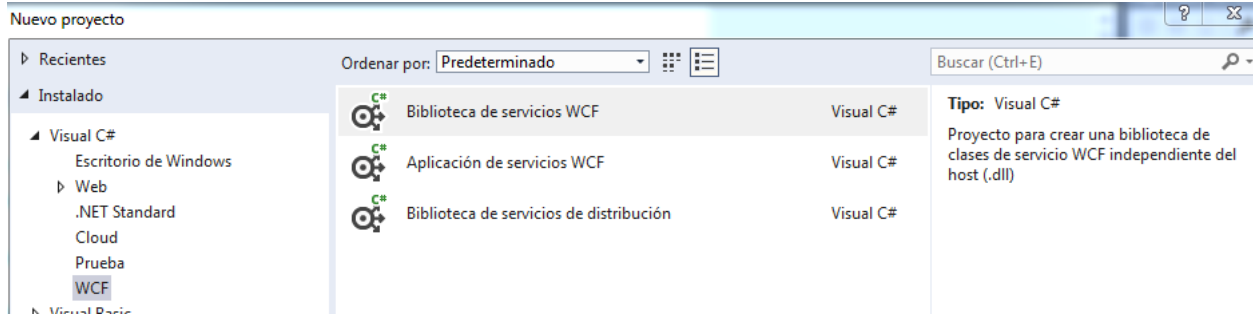 Nuevo proyecto
?
Recientes
Instalado
Visual C#
Escritorio de Windows
Web
.NET Standard
Cloud
Prueba
WCF
Visual Basic
Ordenar por: Predeterminado
C#
Biblioteca de servicios WCF Visual C#
C#
Aplicación de servicios WCF Visual C#
C#
Biblioteca de servicios de distribución Visual C#
Buscar (Ctrl+E)
Tipo: Visual C#
Proyecto para crear una biblioteca de
clases de servicio WCF independiente del
host (.dll)